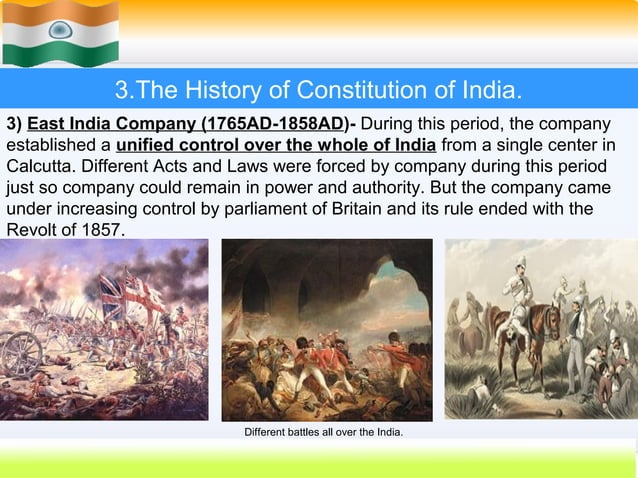 3.The History of Constitution of India.
3) East India Company (1765AD-1858AD)- During this period, the company
established a unified control over the whole of India from a single center in
Calcutta. Different Acts and Laws were forced by company during this period
just so company could remain in power and authority. But the company came
under increasing control by parliament of Britain and its rule ended with the
Revolt of 1857.
Different battles all over the India.